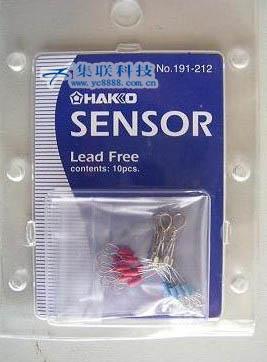 No.191-212
集联科技
www.yc8888.com.cn
HAKKO
SENSOR
Lead Free
contents: 10pcs.